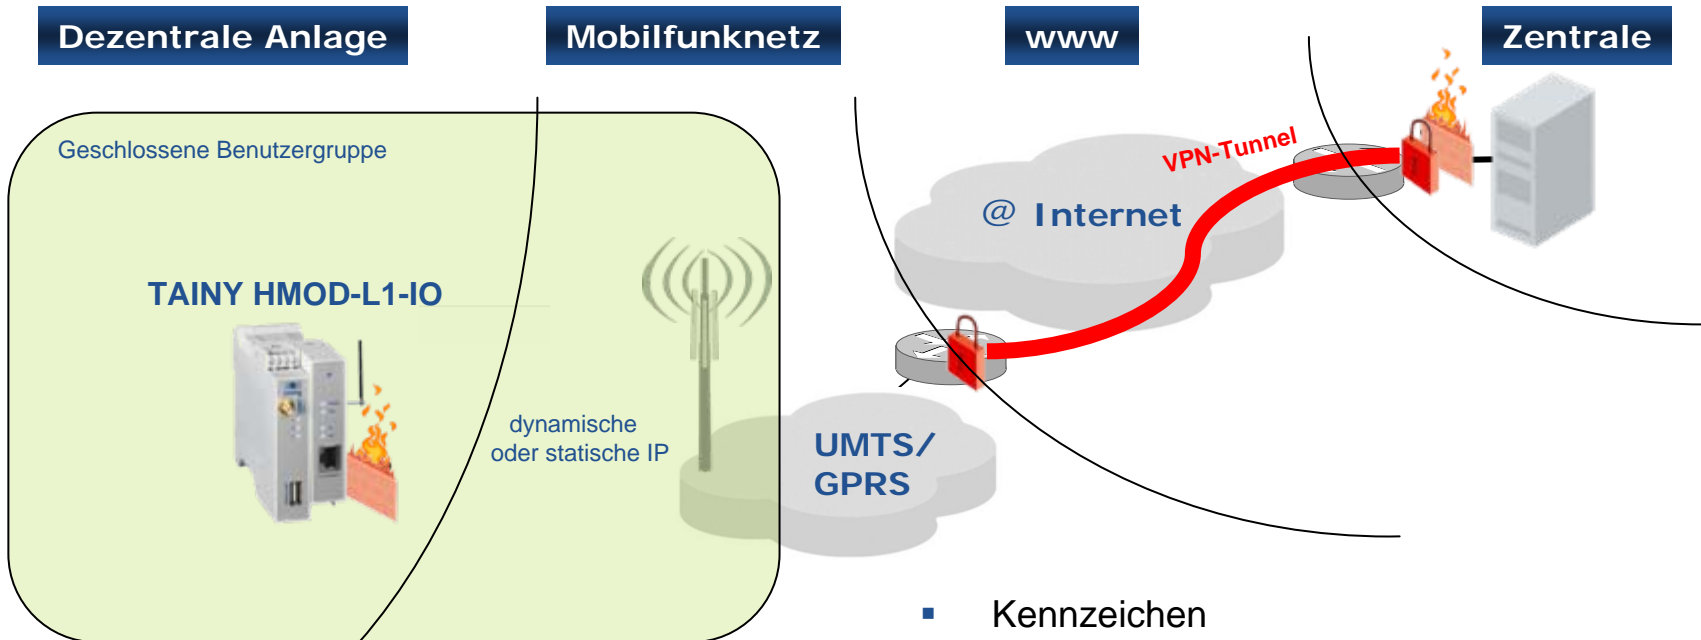 Dezentrale Anlage
Mobilfunknetz
www
Zentrale
Geschlossene Benutzergruppe
VPN-Tunnel
@ Internet
TAINY HMOD-L1-IO
dynamische
oder statische IP
UMTS/
GPRS
▪ Kennzeichen